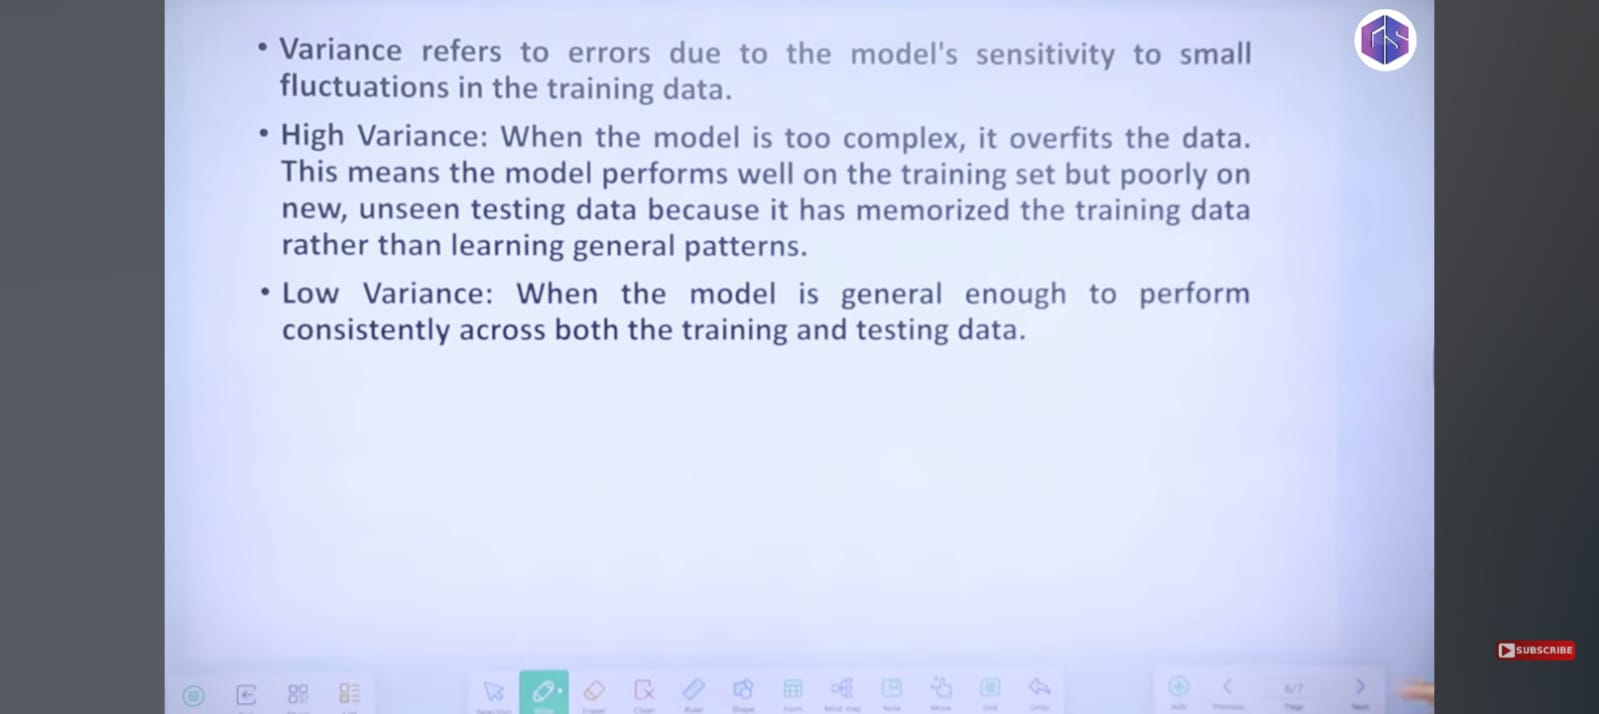 • Variance refers to errors due to the model's sensitivity to small
fluctuations in the training data.
• High Variance: When the model is too complex, it overfits the data.
This means the model performs well on the training set but poorly on
new, unseen testing data because it has memorized the training data
rather than learning general patterns.
• Low Variance: When the model is general enough to perform
consistently across both the training and testing data.
SUBSCRIBE
6/7